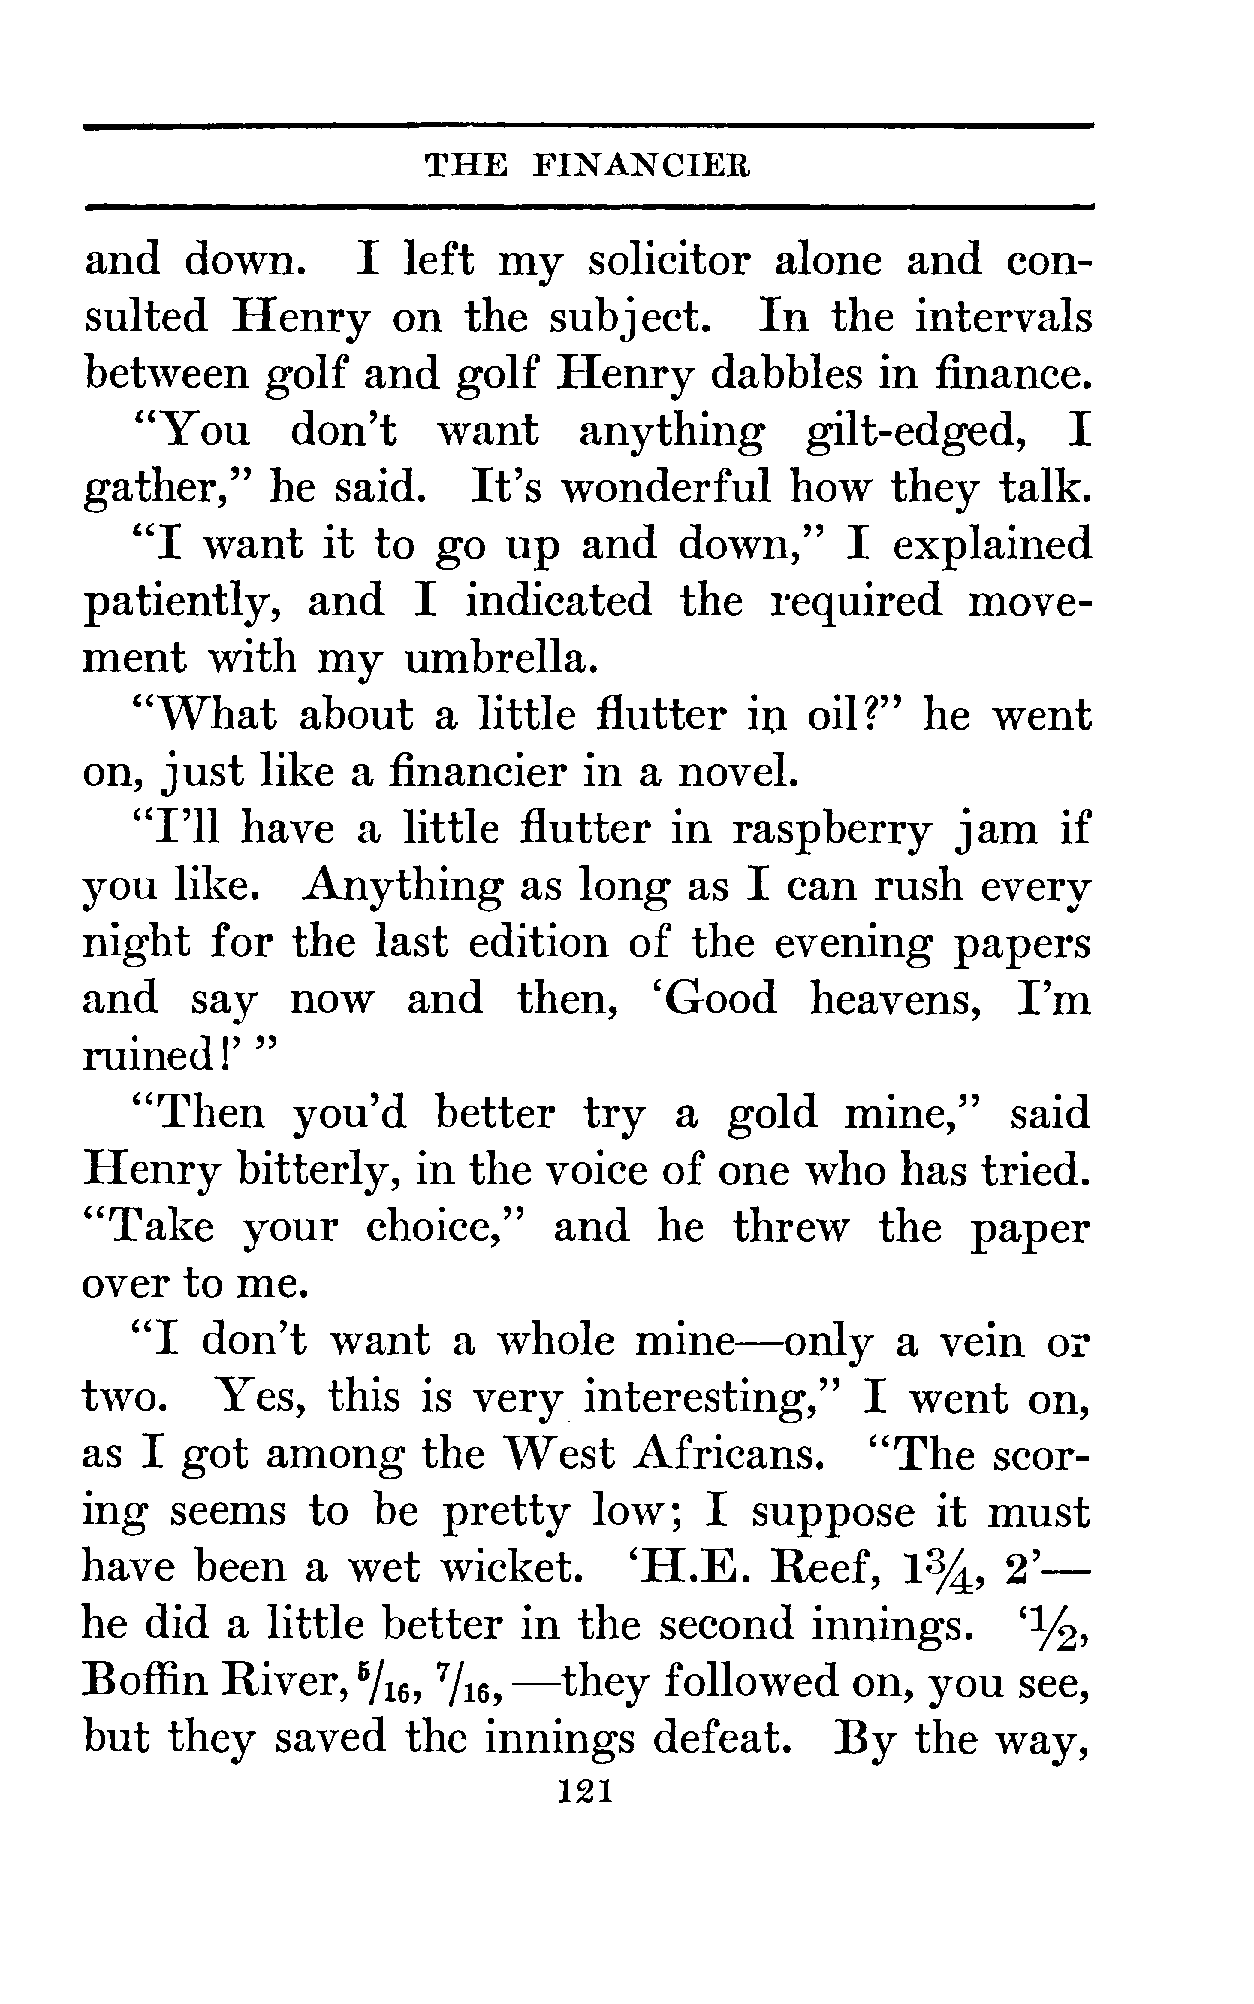 THE FINANCIER
and down. I left my solicitor alone and con-
sulted Henry on the subject. In the intervals
between golf and golf Henry dabbles in finance.
“You don’t want anything gilt-edged, I
gather,” he said. It’s wonderful how they talk.
“I want it to go up and down,” I explained
patiently, and I indicated the required move-
ment with my umbrella.
“What about a little flutter in oil?” he went
on, just like a financier in a novel.
“I’ll have a little flutter in raspberry jam if
you like. Anything as long as I can rush every
night for the last edition of the evening papers
and say now and then, ‘Good heavens, I’m
ruined!’ ”
“Then you’d better try a gold mine,” said
Henry bitterly, in the voice of one who has tried.
“Take your choice,” and he threw the paper
over to me.
“I don’t want a whole mine—only a vein or
two. Yes, this is very interesting,” I went on,
as I got among the West Africans. “The scor-
ing seems to be pretty low; I suppose it must
have been a wet wicket. ‘H.E. Reef, 1¾, 2’—
he did a little better in the second innings. ‘½,
Boffin River, 5/16, 7/16, —they followed on, you see,
but they saved the innings defeat. By the way,
121